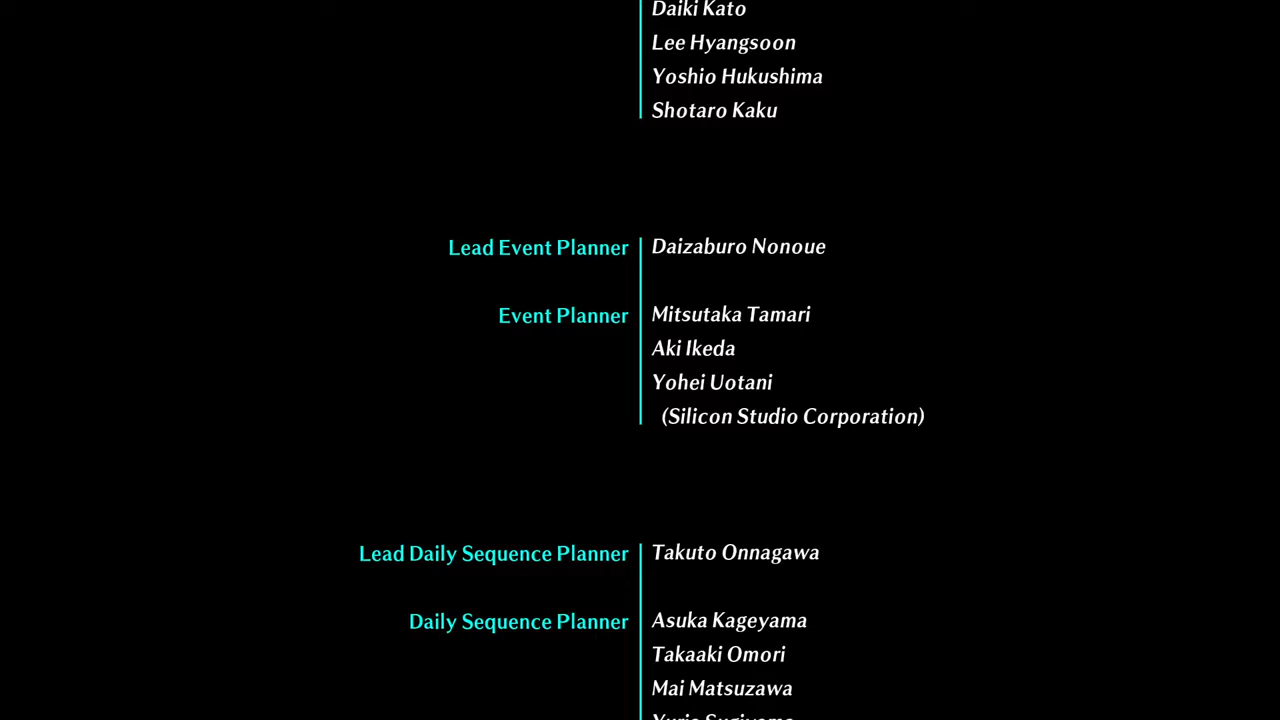 Daiki Kato
Lee Hyangsoon
Yoshio Hukushima
Shotaro Kaku
Lead Event Planner Daizaburo Nonoue
Event Planner Mitsutaka Tamari
Aki Ikeda
Yohei Uotani
(Silicon Studio Corporation)
Lead Daily Sequence Planner Takuto Onnagawa
Daily Sequence Planner Asuka Kageyama
Takaaki Omori
Mai Matsuzawa